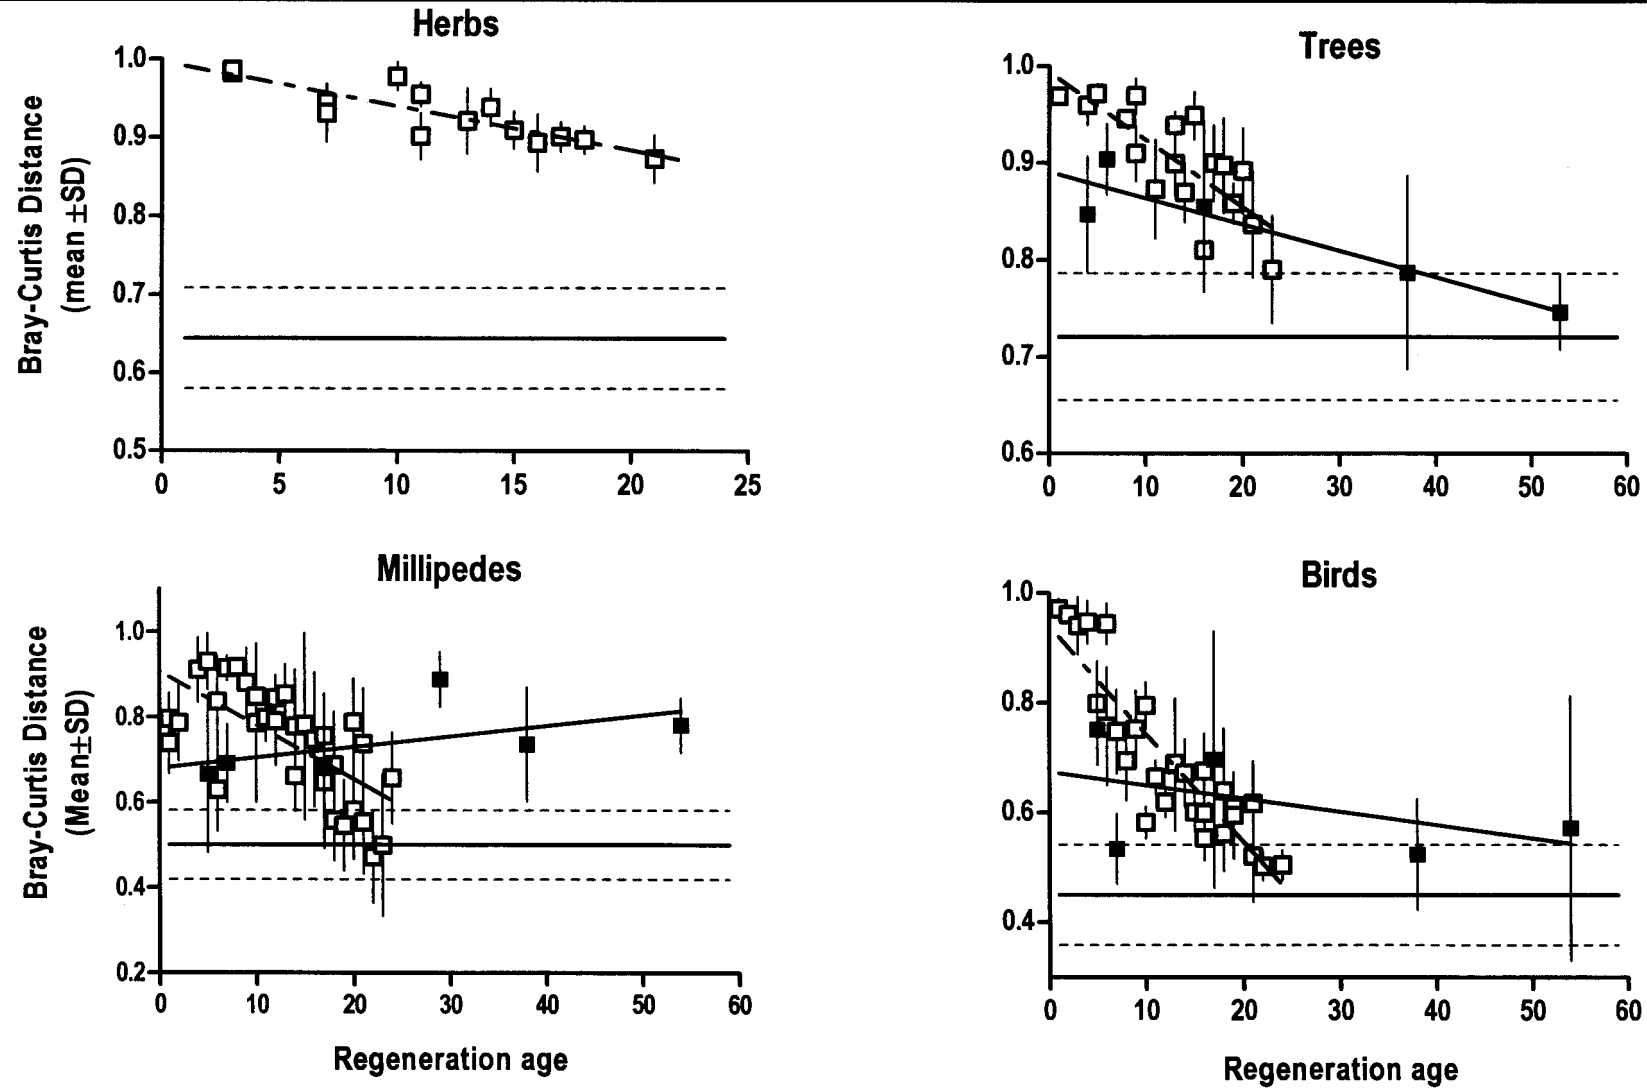 Herbs
Bray-Curtis Distance
(mean ±SD)
1.0
0.9
0.8
0.7
0.6
0.5
0 5 10 15 20 25
Trees
1.0
0.9
0.8
0.7
0.6
0 10 20 30 40 50 60
Millipedes
Bray-Curtis Distance
(Mean±SD)
1.0
0.8
0.6
0.4
0.2
0 10 20 30 40 50 60
Regeneration age
Birds
1.0
0.8
0.6
0.4
0 10 20 30 40 50 60
Regeneration age